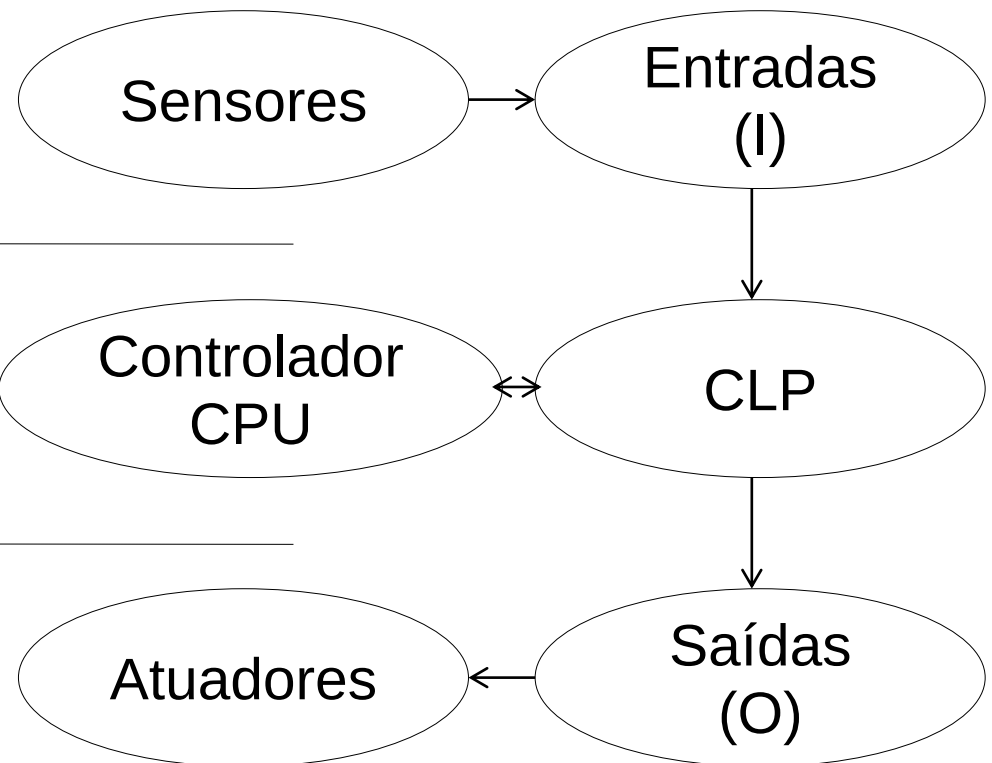 Sensores
Entradas
(I)
Controlador
CPU
CLP
Atuadores
Saídas
(O)